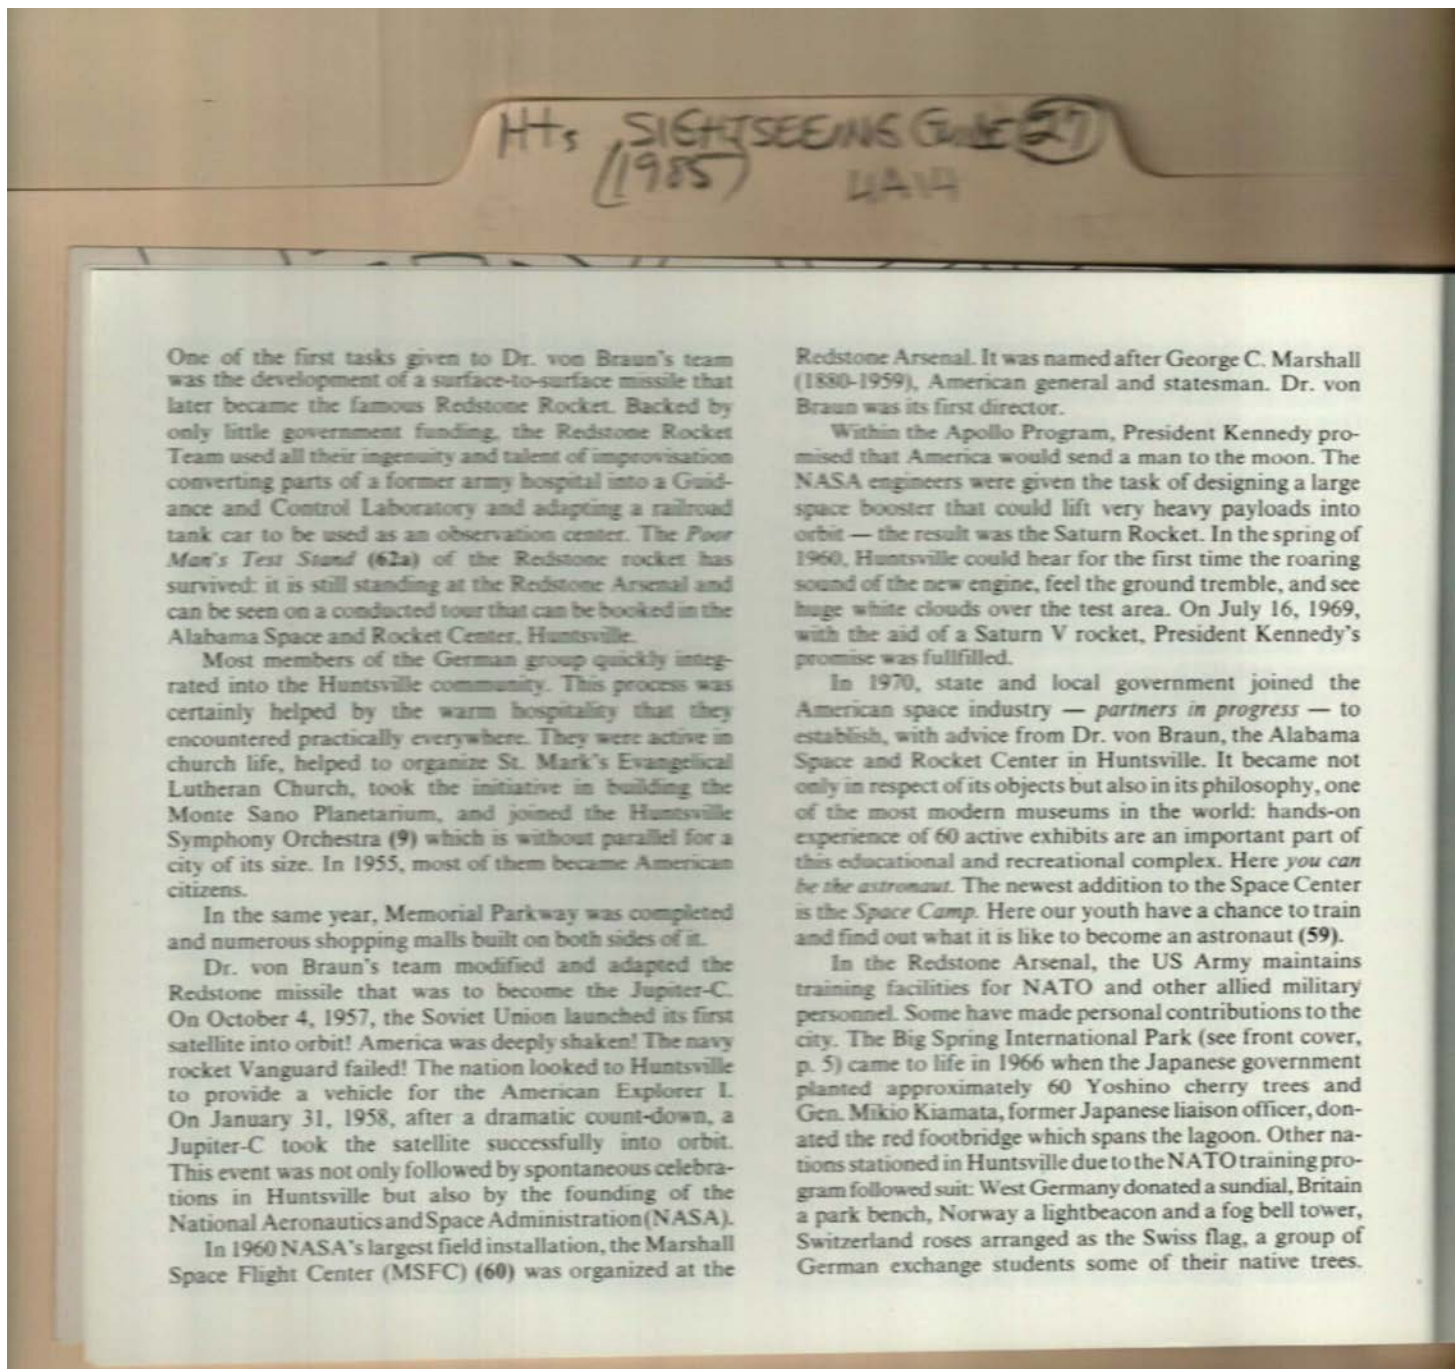 Hts SIGHTSEEING GUIDE 27
(1985) 4A14
One of the first tasks given to Dr. von Braun's team
was the development of a surface-to-surface missile that
later became the famous Redstone Rocket. Backed by
only little government funding, the Redstone Rocket
Team used all their ingenuity and talent of improvisation
converting parts of a former army hospital into a Guid-
ance and Control Laboratory and adapting a railroad
tank car to be used as an observation center. The Poor
Man's Test Stand (62a) of the Redstone rocket has
survived: it is still standing at the Redstone Arsenal and
can be seen on a conducted tour that can be booked in the
Alabama Space and Rocket Center, Huntsville.
Most members of the German group quickly integ-
rated into the Huntsville community. This process was
certainly helped by the warm hospitality that they
encountered practically everywhere. They were active in
church life, helped to organize St. Mark's Evangelical
Lutheran Church, took the initiative in building the
Monte Sano Planetarium, and joined the Huntsville
Symphony Orchestra (9) which is without parallel for a
city of its size. In 1955, most of them became American
citizens.
In the same year, Memorial Parkway was completed
and numerous shopping malls built on both sides of it.
Dr. von Braun's team modified and adapted the
Redstone missile that was to become the Jupiter-C.
On October 4, 1957, the Soviet Union launched its first
satellite into orbit! America was deeply shaken! The navy
rocket Vanguard failed! The nation looked to Huntsville
to provide a vehicle for the American Explorer I.
On January 31, 1958, after a dramatic count-down, a
Jupiter-C took the satellite successfully into orbit.
This event was not only followed by spontaneous celebra-
tions in Huntsville but also by the founding of the
National Aeronautics and Space Administration (NASA).
In 1960 NASA's largest field installation, the Marshall
Space Flight Center (MSFC) (60) was organized at the
Redstone Arsenal. It was named after George C. Marshall
(1880-1959), American general and statesman. Dr. von
Braun was its first director.
Within the Apollo Program, President Kennedy pro-
mised that America would send a man to the moon. The
NASA engineers were given the task of designing a large
space booster that could lift very heavy payloads into
orbit — the result was the Saturn Rocket. In the spring of
1960, Huntsville could hear for the first time the roaring
sound of the new engine, feel the ground tremble, and see
huge white clouds over the test area. On July 16, 1969,
with the aid of a Saturn V rocket, President Kennedy's
promise was fullfilled.
In 1970, state and local government joined the
American space industry — partners in progress — to
establish, with advice from Dr. von Braun, the Alabama
Space and Rocket Center in Huntsville. It became not
only in respect of its objects but also in its philosophy, one
of the most modern museums in the world: hands-on
experience of 60 active exhibits are an important part of
this educational and recreational complex. Here you can
be the astronaut. The newest addition to the Space Center
is the Space Camp. Here our youth have a chance to train
and find out what it is like to become an astronaut (59).
In the Redstone Arsenal, the US Army maintains
training facilities for NATO and other allied military
personnel. Some have made personal contributions to the
city. The Big Spring International Park (see front cover,
p. 5) came to life in 1966 when the Japanese government
planted approximately 60 Yoshino cherry trees and
Gen. Mikio Kiamata, former Japanese liaison officer, don-
ated the red footbridge which spans the lagoon. Other na-
tions stationed in Huntsville due to the NATO training pro-
gram followed suit: West Germany donated a sundial, Britain
a park bench, Norway a lightbeacon and a fog bell tower,
Switzerland roses arranged as the Swiss flag, a group of
German exchange students some of their native trees.